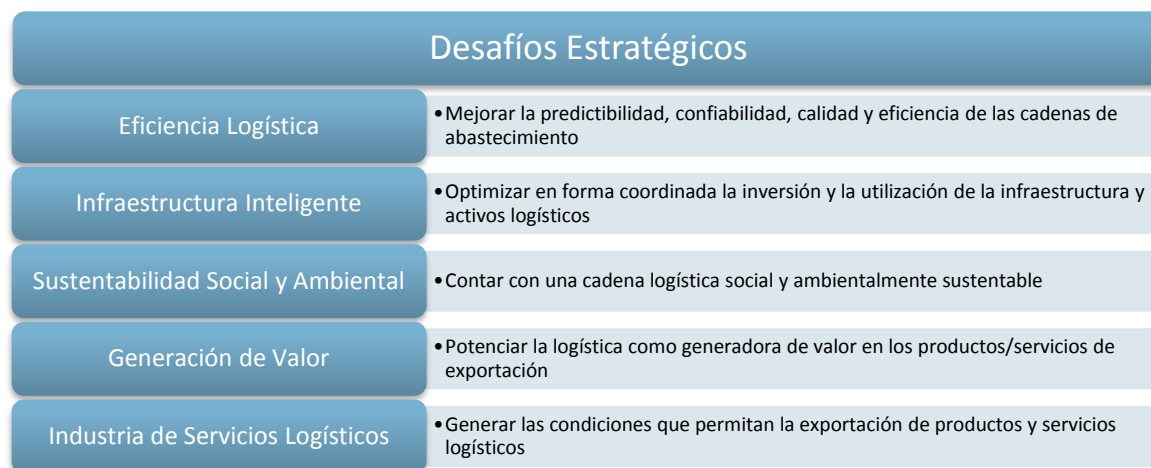 Desafíos Estratégicos
Eficiencia Logística
•Mejorar la predictibilidad, confiabilidad, calidad y eficiencia de las cadenas de
abastecimiento
Infraestructura Inteligente
•Optimizar en forma coordinada la inversión y la utilización de la infraestructura y
activos logísticos
Sustentabilidad Social y Ambiental
•Contar con una cadena logística social y ambientalmente sustentable
Generación de Valor
•Potenciar la logística como generadora de valor en los productos/servicios de
exportación
Industria de Servicios Logísticos
•Generar las condiciones que permitan la exportación de productos y servicios
logísticos